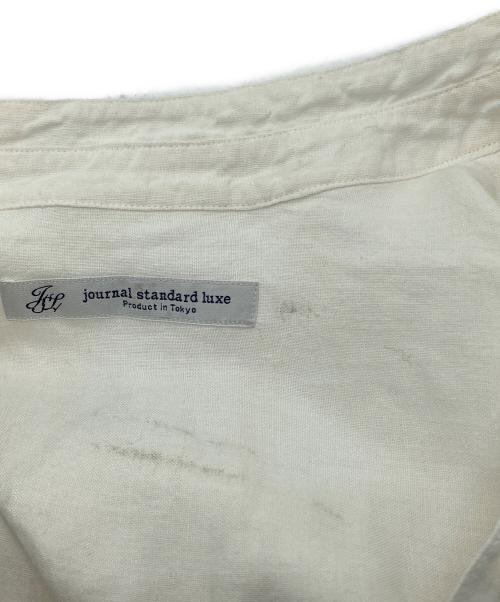 JSL journal standard luxe
Product in Tokyo